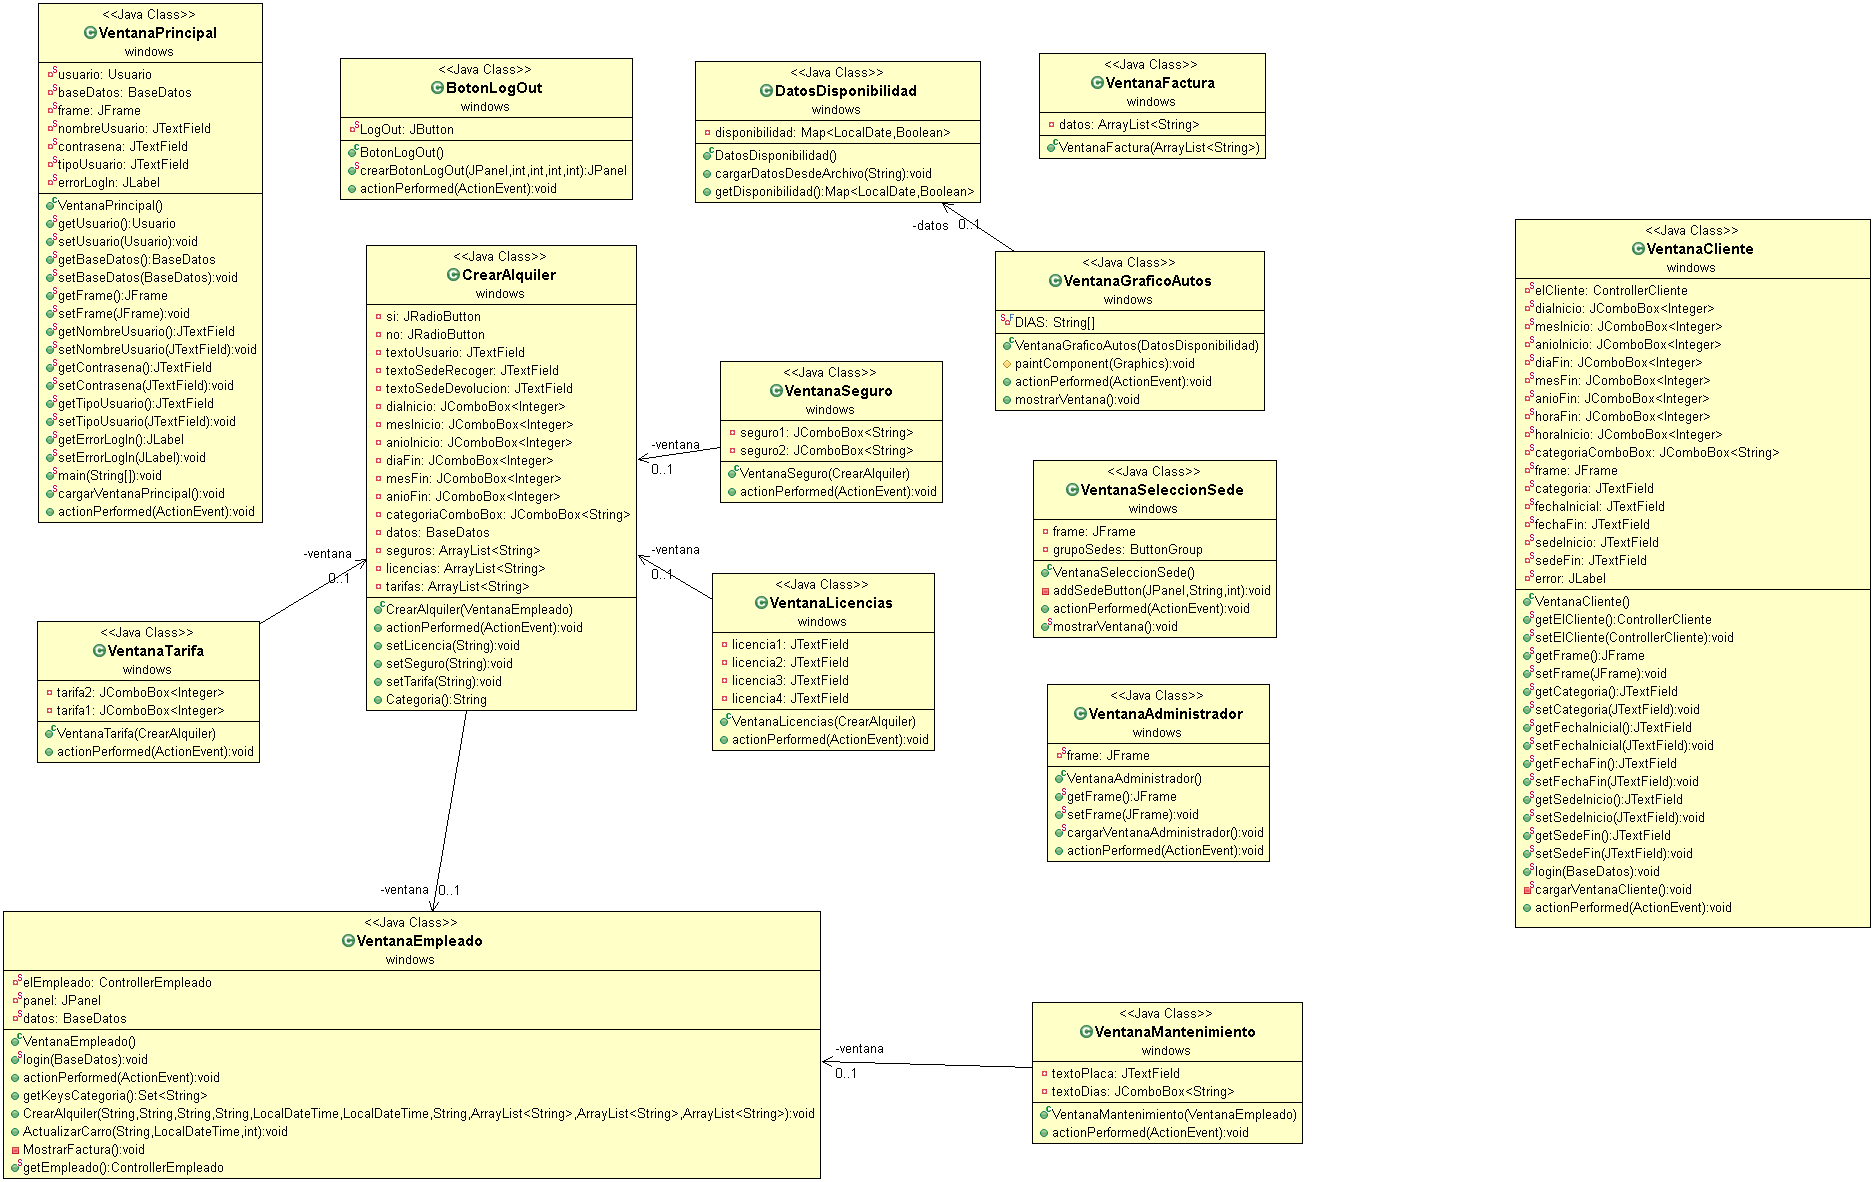 <<Java Class>>
VentanaPrincipal
windows
usuario: Usuario
baseDatos: BaseDatos
frame: JFrame
nombreUsuario: JTextField
contrasena: JTextField
tipoUsuario: JTextField
errorLogIn: JLabel
VentanaPrincipal()
getUsuario():Usuario
setUsuario(Usuario):void
getBaseDatos():BaseDatos
setBaseDatos(BaseDatos):void
getFrame():JFrame
setFrame(JFrame):void
getNombreUsuario():JTextField
setNombreUsuario(JTextField):void
getContrasena():JTextField
setContrasena(JTextField):void
getTipoUsuario():JTextField
setTipoUsuario(JTextField):void
getErrorLogIn():JLabel
setErrorLogIn(JLabel):void
main(String[]):void
cargarVentanaPrincipal():void
actionPerformed(ActionEvent):void
<<Java Class>>
BotonLogOut
windows
LogOut: JButton
BotonLogOut()
crearBotonLogOut(JPanel,int,int,int,int):JPanel
actionPerformed(ActionEvent):void
<<Java Class>>
DatosDisponibilidad
windows
disponibilidad: Map<LocalDate,Boolean>
DatosDisponibilidad()
cargarDatosDesdeArchivo(String):void
getDisponibilidad():Map<LocalDate,Boolean>
-datos
0..1
<<Java Class>>
VentanaFactura
windows
datos: ArrayList<String>
VentanaFactura(ArrayList<String>)
<<Java Class>>
VentanaGraficoAutos
windows
DIAS: String[]
VentanaGraficoAutos(DatosDisponibilidad)
paintComponent(Graphics):void
actionPerformed(ActionEvent):void
mostrarVentana():void
<<Java Class>>
VentanaCliente
windows
elCliente: ControllerCliente
diaInicio: JComboBox<Integer>
mesInicio: JComboBox<Integer>
anioInicio: JComboBox<Integer>
diaFin: JComboBox<Integer>
mesFin: JComboBox<Integer>
anioFin: JComboBox<Integer>
horaFin: JComboBox<Integer>
horaInicio: JComboBox<Integer>
categoriaComboBox: JComboBox<String>
frame: JFrame
categoria: JTextField
fechaInicial: JTextField
fechaFin: JTextField
sedeInicio: JTextField
sedeFin: JTextField
error: JLabel
VentanaCliente()
getElCliente():ControllerCliente
setElCliente(ControllerCliente):void
getFrame():JFrame
setFrame(JFrame):void
getCategoria():JTextField
setCategoria(JTextField):void
getFechaInicial():JTextField
setFechaInicial(JTextField):void
getFechaFin():JTextField
setFechaFin(JTextField):void
getSedeInicio():JTextField
setSedeInicio(JTextField):void
getSedeFin():JTextField
setSedeFin(JTextField):void
login(BaseDatos):void
cargarVentanaCliente():void
actionPerformed(ActionEvent):void
<<Java Class>>
CrearAlquiler
windows
si: JRadioButton
no: JRadioButton
textoUsuario: JTextField
textoSedeRecoger: JTextField
textoSedeDevolucion: JTextField
diaInicio: JComboBox<Integer>
mesInicio: JComboBox<Integer>
anioInicio: JComboBox<Integer>
diaFin: JComboBox<Integer>
mesFin: JComboBox<Integer>
anioFin: JComboBox<Integer>
categoriaComboBox: JComboBox<String>
datos: BaseDatos
seguros: ArrayList<String>
licencias: ArrayList<String>
tarifas: ArrayList<String>
CrearAlquiler(VentanaEmpleado)
actionPerformed(ActionEvent):void
setLicencia(String):void
setSeguro(String):void
setTarifa(String):void
Categoria():String
<<Java Class>>
VentanaSeguro
windows
seguro1: JComboBox<String>
seguro2: JComboBox<String>
VentanaSeguro(CrearAlquiler)
actionPerformed(ActionEvent):void
-ventana
0..1
<<Java Class>>
VentanaSeleccionSede
windows
frame: JFrame
grupoSedes: ButtonGroup
VentanaSeleccionSede()
addSedeButton(JPanel,String,int):void
actionPerformed(ActionEvent):void
mostrarVentana():void
-ventana
0..1
-ventana
0..1
<<Java Class>>
VentanaLicencias
windows
licencia1: JTextField
licencia2: JTextField
licencia3: JTextField
licencia4: JTextField
VentanaLicencias(CrearAlquiler)
actionPerformed(ActionEvent):void
<<Java Class>>
VentanaTarifa
windows
tarifa2: JComboBox<Integer>
tarifa1: JComboBox<Integer>
VentanaTarifa(CrearAlquiler)
actionPerformed(ActionEvent):void
<<Java Class>>
VentanaAdministrador
windows
frame: JFrame
VentanaAdministrador()
getFrame():JFrame
setFrame(JFrame):void
cargarVentanaAdministrador():void
actionPerformed(ActionEvent):void
-ventana
0..1
<<Java Class>>
VentanaEmpleado
windows
elEmpleado: ControllerEmpleado
panel: JPanel
datos: BaseDatos
VentanaEmpleado()
login(BaseDatos):void
actionPerformed(ActionEvent):void
getKeysCategoria():Set<String>
CrearAlquiler(String,String,String,String,LocalDateTime,LocalDateTime,String,ArrayList<String>,ArrayList<String>,ArrayList<String>):void
ActualizarCarro(String,LocalDateTime,int):void
MostrarFactura():void
getEmpleado():ControllerEmpleado
-ventana
0..1
<<Java Class>>
VentanaMantenimiento
windows
textoPlaca: JTextField
textoDias: JComboBox<String>
VentanaMantenimiento(VentanaEmpleado)
actionPerformed(ActionEvent):void